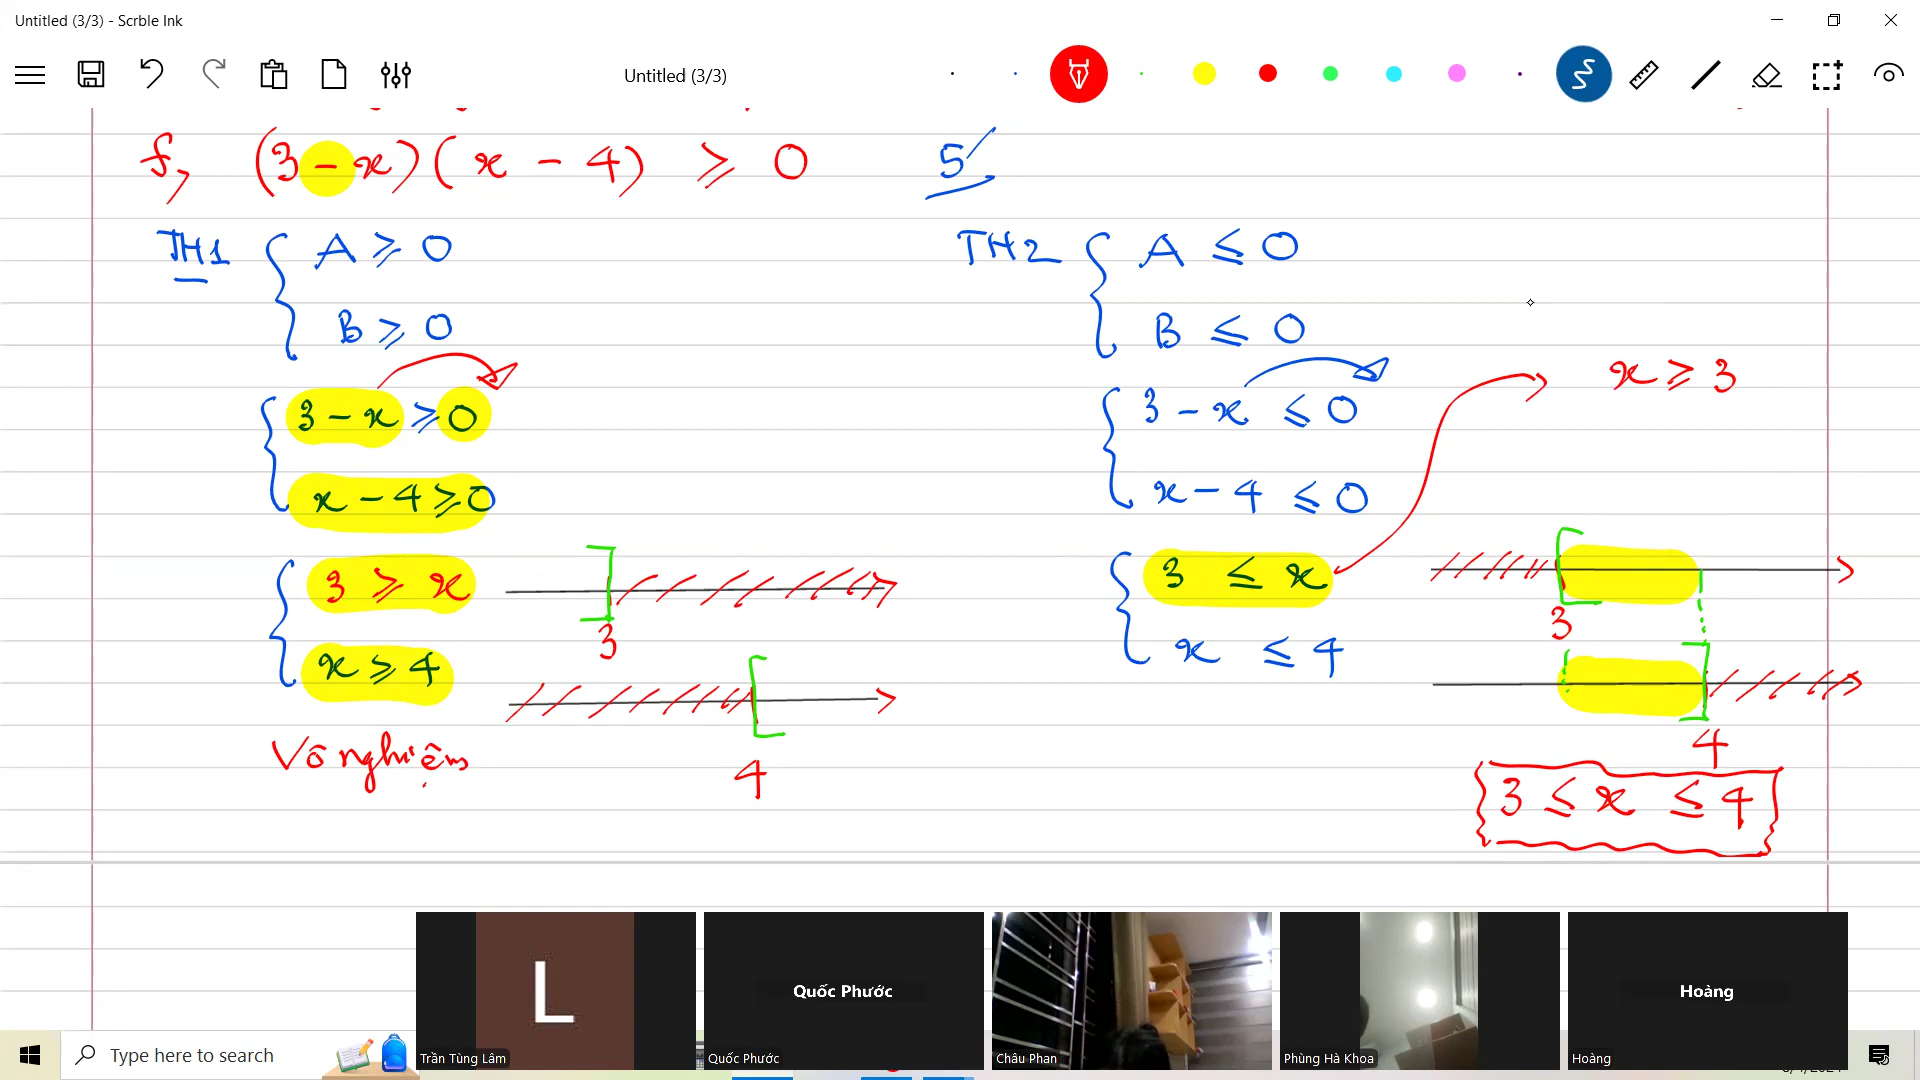 Untitled (3/3) - Scrble Ink
Untitled (3/3)
f, (3 - x)(x - 4) ≥ 0
5'
TH1 { A ≥ 0
B ≥ 0
{ 3 - x ≥ 0
x - 4 ≥ 0
{ 3 ≥ x
x ≥ 4
3
4
Vô nghiệm
TH2 { A ≤ 0
B ≤ 0
{ 3 - x ≤ 0
x - 4 ≤ 0
{ 3 ≤ x
x ≤ 4
x ≥ 3
3
4
3 ≤ x ≤ 4
L
Trần Tùng Lâm
Quốc Phước
Quốc Phước
Châu Phan
Phùng Hà Khoa
Hoàng
Hoàng
Type here to search